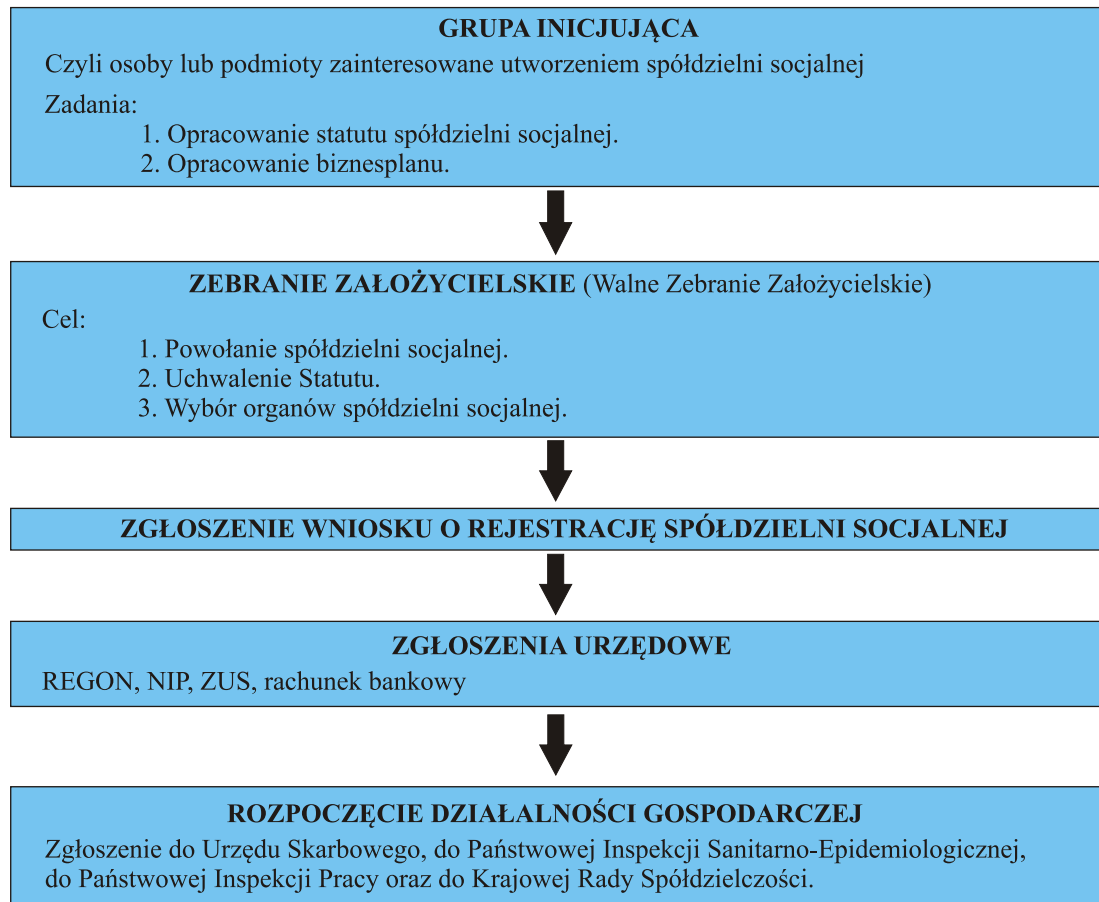 GRUPA INICJUJĄCA
Czyli osoby lub podmioty zainteresowane utworzeniem spółdzielni socjalnej
Zadania:
1. Opracowanie statutu spółdzielni socjalnej.
2. Opracowanie biznesplanu.
ZEBRANIE ZAŁOŻYCIELSKIE (Walne Zebranie Założycielskie)
Cel:
1. Powołanie spółdzielni socjalnej.
2. Uchwalenie Statutu.
3. Wybór organów spółdzielni socjalnej.
ZGŁOSZENIE WNIOSKU O REJESTRACJĘ SPÓŁDZIELNI SOCJALNEJ
ZGŁOSZENIA URZĘDOWE
REGON, NIP, ZUS, rachunek bankowy
ROZPOCZĘCIE DZIAŁALNOŚCI GOSPODARCZEJ
Zgłoszenie do Urzędu Skarbowego, do Państwowej Inspekcji Sanitarno-Epidemiologicznej,
do Państwowej Inspekcji Pracy oraz do Krajowej Rady Spółdzielczości.